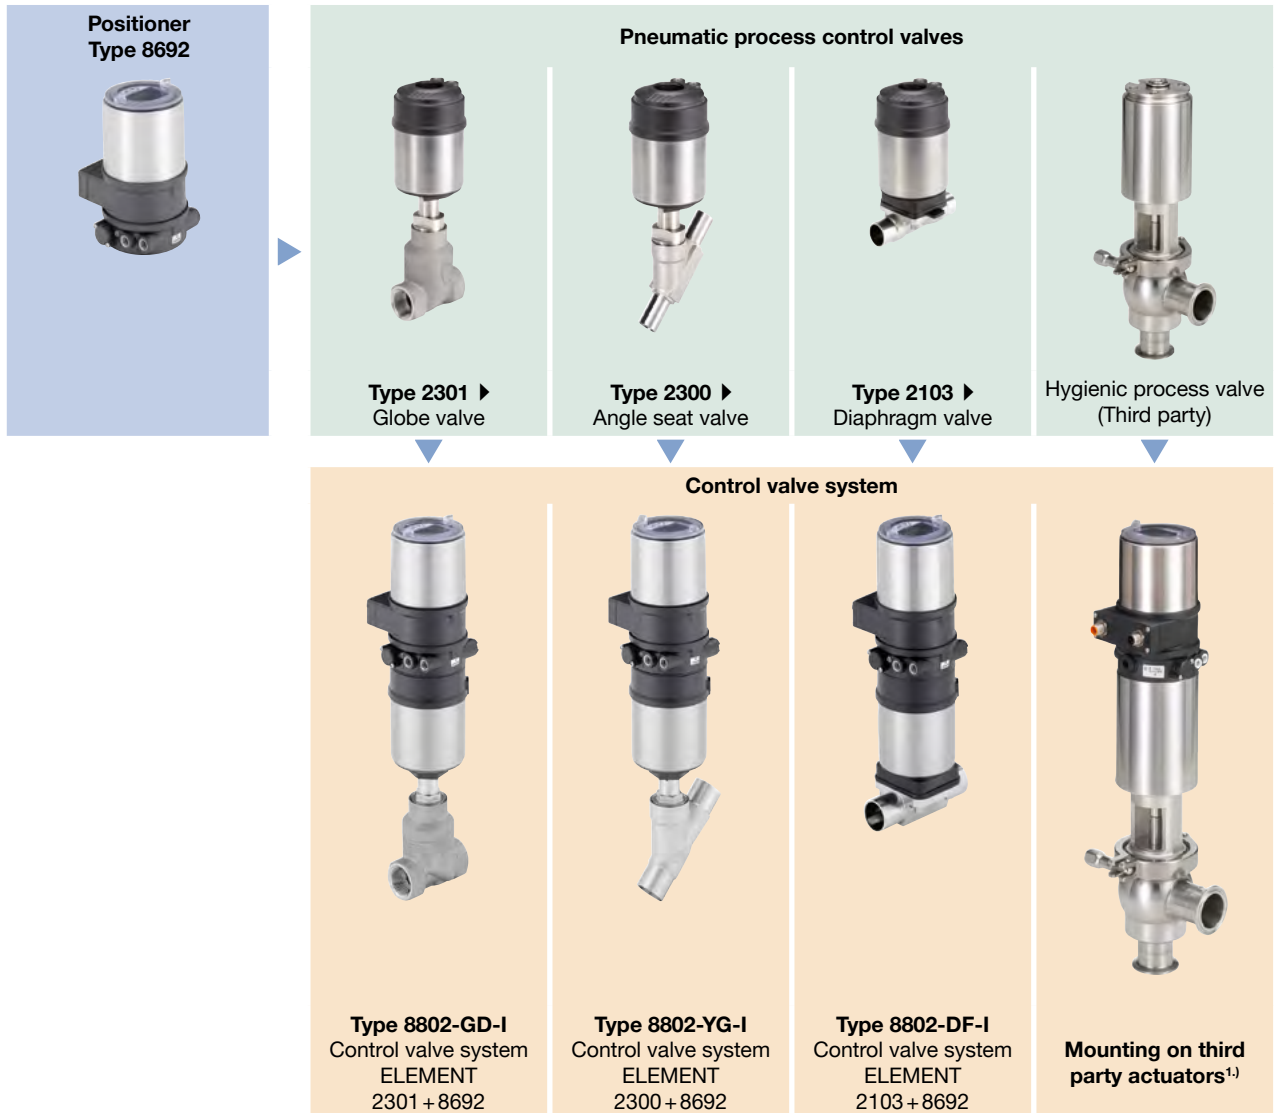 Positioner
Type 8692
Pneumatic process control valves
Type 2301 ▶
Globe valve
Type 2300 ▶
Angle seat valve
Type 2103 ▶
Diaphragm valve
Hygienic process valve
(Third party)
Control valve system
Type 8802-GD-I
Control valve system
ELEMENT
2301 + 8692
Type 8802-YG-I
Control valve system
ELEMENT
2300 + 8692
Type 8802-DF-I
Control valve system
ELEMENT
2103 + 8692
Mounting on third
party actuators¹·⁾